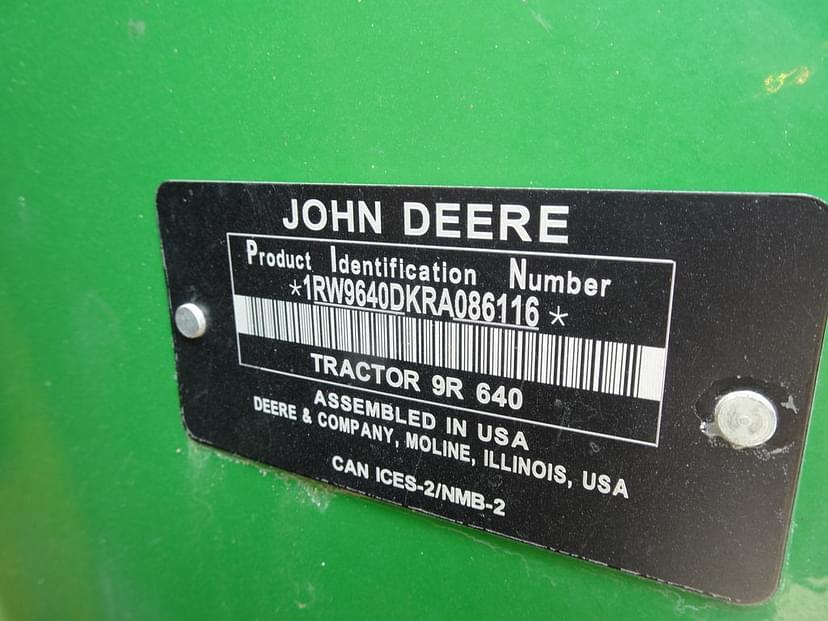 JOHN DEERE
Product Identification Number
*1RW9640DKRA086116*
TRACTOR 9R 640
ASSEMBLED IN USA
DEERE & COMPANY, MOLINE, ILLINOIS, USA
CAN ICES-2/NMB-2